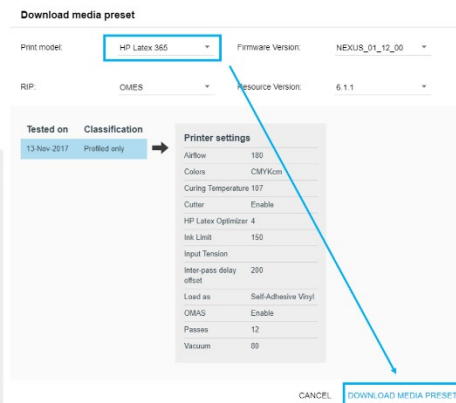 Download media preset
Print model: HP Latex 365 Firmware Version: NEXUS_01_12_00
RIP: OMES Resource Version: 6.1.1
Tested on Classification
13-Nov-2017 Profiled only
Printer settings
Airflow 180
Colors CMYKcm
Curing Temperature 107
Cutter Enable
HP Latex Optimizer 4
Ink Limit 150
Input Tension
Inter-pass delay 200
offset
Load as Self-Adhesive Vinyl
OMAS Enable
Passes 12
Vacuum 80
CANCEL DOWNLOAD MEDIA PRESET